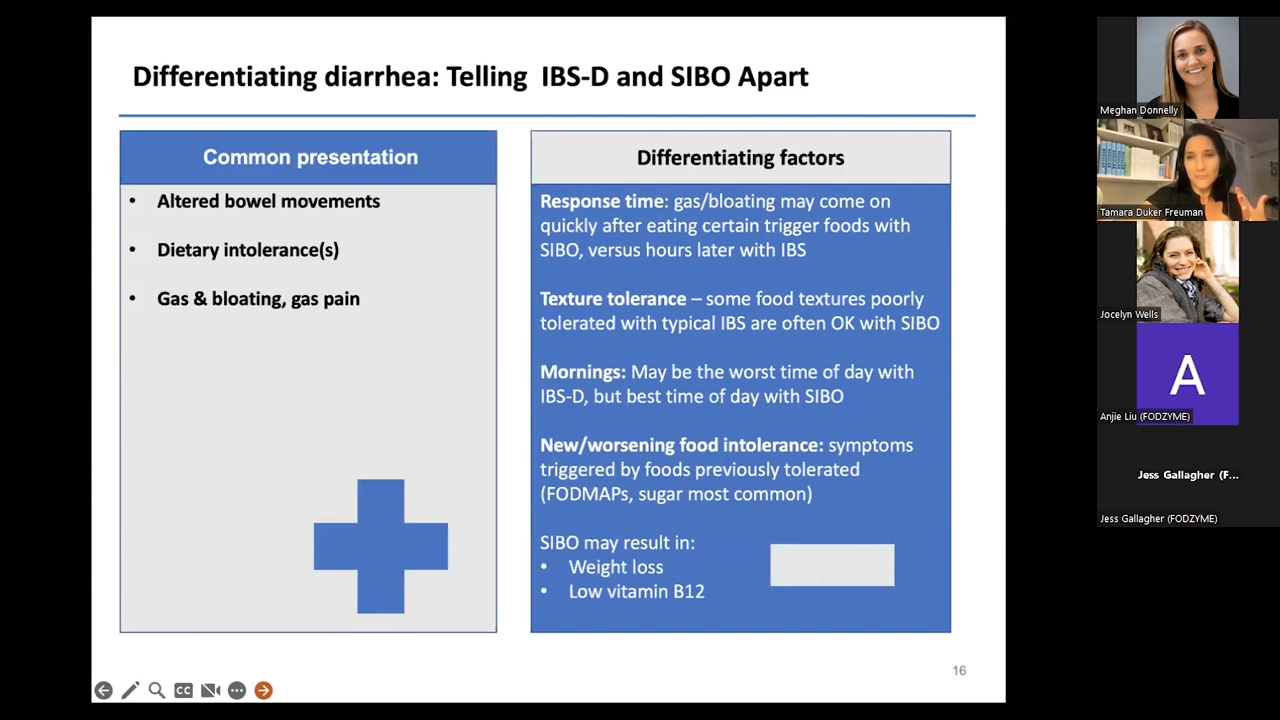 Differentiating diarrhea: Telling IBS-D and SIBO Apart
Common presentation
• Altered bowel movements
• Dietary intolerance(s)
• Gas & bloating, gas pain
Differentiating factors
Response time: gas/bloating may come on
quickly after eating certain trigger foods with
SIBO, versus hours later with IBS
Texture tolerance – some food textures poorly
tolerated with typical IBS are often OK with SIBO
Mornings: May be the worst time of day with
IBS-D, but best time of day with SIBO
New/worsening food intolerance: symptoms
triggered by foods previously tolerated
(FODMAPs, sugar most common)
SIBO may result in:
• Weight loss
• Low vitamin B12
16
CC
Meghan Donnelly
Tamara Duker Freuman
Jocelyn Wells
A
Anjie Liu (FODZYME)
Jess Gallagher (F...
Jess Gallagher (FODZYME)